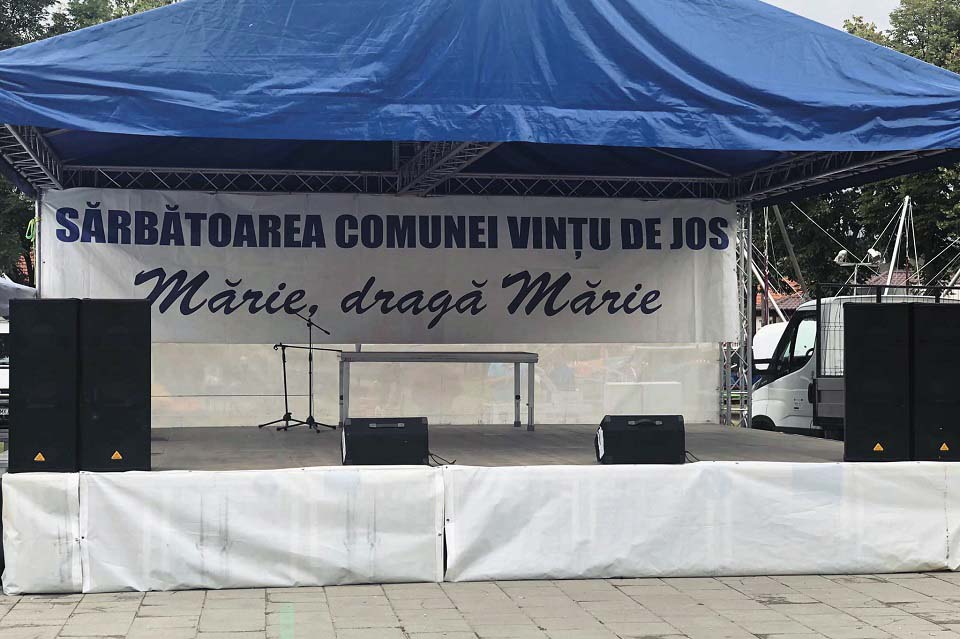 SĂRBĂTOAREA COMUNEI VINȚU DE JOS
Mărie, dragă Mărie